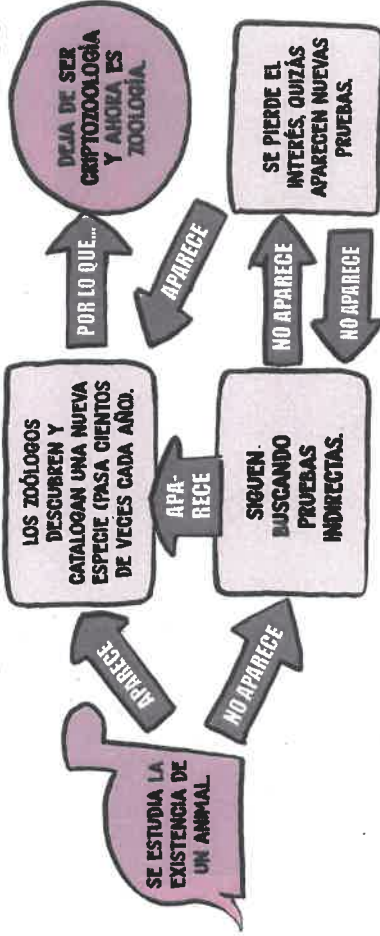 SE ESTUDIA LA
EXISTENCIA DE
UN ANIMAL.
APARECE
NO APARECE
LOS ZOÓLOGOS
DESCUBREN Y
CATALOGAN UNA NUEVA
ESPECIE (PASA CIENTOS
DE VECES CADA AÑO).
APA-
RECE
SIGUEN
BUSCANDO
PRUEBAS
INDIRECTAS.
POR LO QUE...
APARECE
NO APARECE
NO APARECE
DEJA DE SER
CRIPTOZOOLOGÍA
Y AHORA ES
ZOOLOGÍA.
SE PIERDE EL
INTERÉS, QUIZÁS
APARECEN NUEVAS
PRUEBAS.